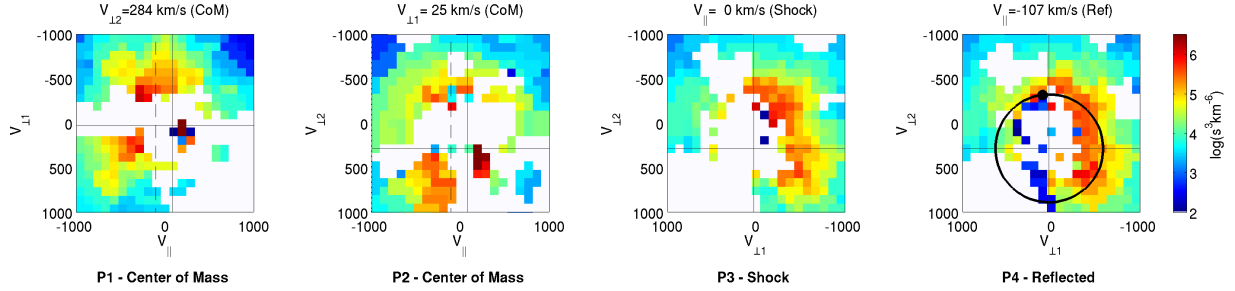 V⊥2=284 km/s (CoM)
V⊥1= 25 km/s (CoM)
V||= 0 km/s (Shock)
V||=-107 km/s (Ref)
-1000
-500
0
500
1000
V⊥1
-1000
0
1000
V||
P1 - Center of Mass
-1000
-500
0
500
1000
V⊥2
-1000
0
1000
V||
P2 - Center of Mass
-1000
-500
0
500
1000
V⊥2
1000
0
-1000
V⊥1
P3 - Shock
-1000
-500
0
500
1000
V⊥2
1000
0
-1000
V⊥1
P4 - Reflected
6
5
4
3
2
log(s³km⁻⁶)